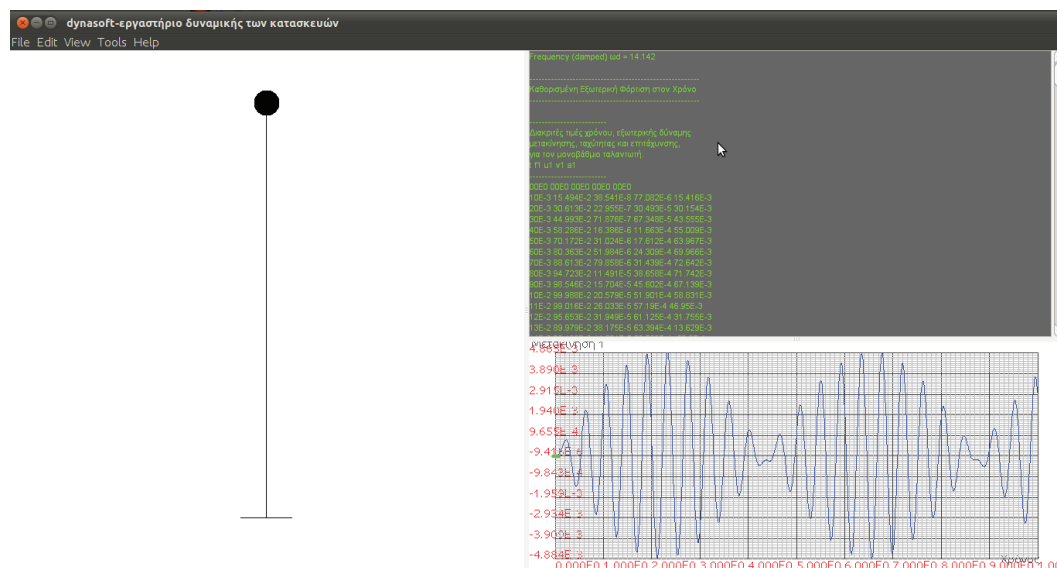 dynasoft-εργαστήριο δυναμικής των κατασκευών
File Edit View Tools Help
Frequency (damped) ωd = 14.142
Καθορισμένη Εξωτερική Φόρτιση στον Χρόνο
Διακριτές τιμές χρόνου, εξωτερικής δύναμης
μετακίνησης, ταχύτητας και επιτάχυνσης,
για τον μονοβάθμιο ταλαντωτή.
t f1 u1 v1 a1
00E0 00E0 00E0 00E0 00E0
10E-3 15.494E-2 38.541E-8 77.082E-6 15.416E-3
20E-3 30.613E-2 22.955E-7 30.493E-5 30.154E-3
30E-3 44.993E-2 71.876E-7 67.348E-5 43.555E-3
40E-3 58.286E-2 16.386E-6 11.663E-4 55.009E-3
50E-3 70.172E-2 31.024E-6 17.612E-4 63.967E-3
60E-3 80.363E-2 51.984E-6 24.309E-4 69.966E-3
70E-3 88.613E-2 79.858E-6 31.439E-4 72.642E-3
80E-3 94.723E-2 11.491E-5 38.658E-4 71.742E-3
90E-3 98.546E-2 15.704E-5 45.602E-4 67.139E-3
10E-2 99.988E-2 20.579E-5 51.901E-4 58.831E-3
11E-2 99.016E-2 26.033E-5 57.19E-4 46.95E-3
12E-2 95.653E-2 31.949E-5 61.125E-4 31.755E-3
13E-2 89.979E-2 38.175E-5 63.394E-4 13.629E-3
Μετακίνηση 1
4.865E-3
3.890E-3
2.915E-3
1.940E-3
9.655E-4
-9.843E-4
-1.959E-3
-2.934E-3
-3.909E-3
-4.884E-3
Χρόνος
0.000E0 1.000E0 2.000E0 3.000E0 4.000E0 5.000E0 6.000E0 7.000E0 8.000E0 9.000E0